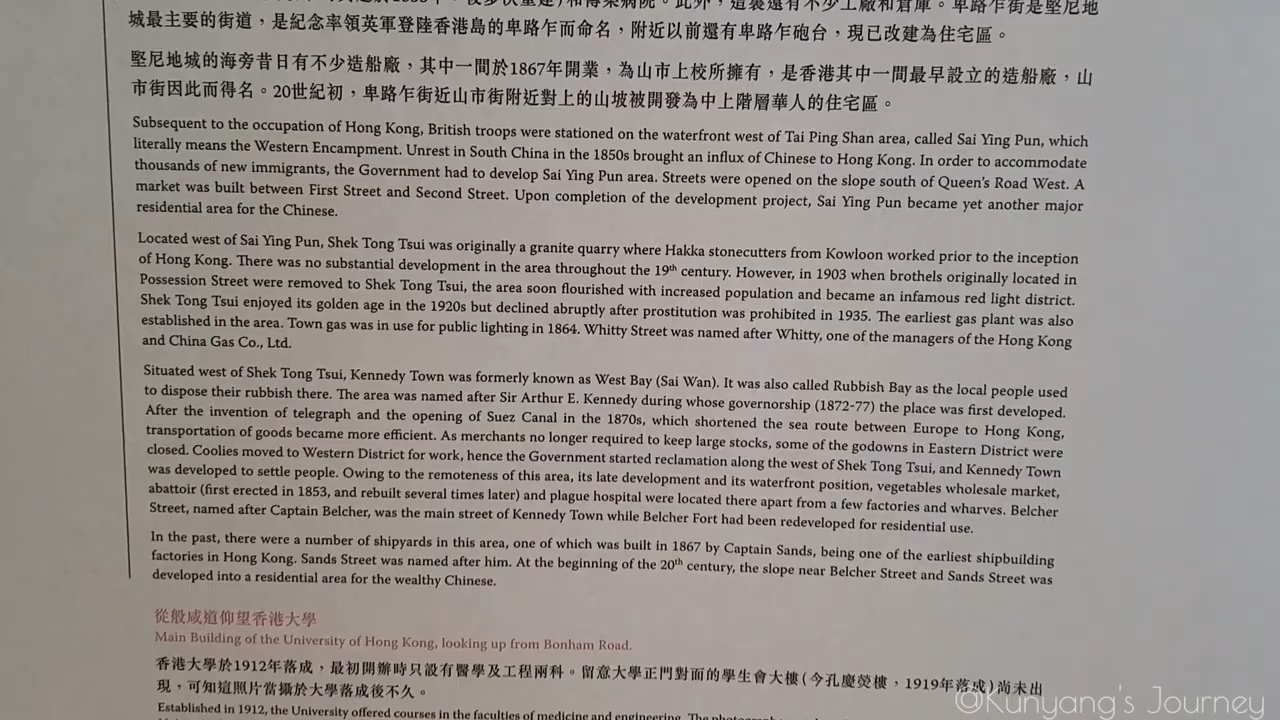 此外，這裏還有不少工廠和倉庫。卑路乍街是堅尼地
城最主要的街道，是紀念率領英軍登陸香港島的卑路乍而命名，附近以前還有卑路乍砲台，現已改建為住宅區。
堅尼地城的海旁昔日有不少造船廠，其中一間於1867年開業，為山市上校所擁有，是香港其中一間最早設立的造船廠，山
市街因此而得名。20世紀初，卑路乍街近山市街附近對上的山坡被開發為中上階層華人的住宅區。
Subsequent to the occupation of Hong Kong, British troops were stationed on the waterfront west of Tai Ping Shan area, called Sai Ying Pun, which
literally means the Western Encampment. Unrest in South China in the 1850s brought an influx of Chinese to Hong Kong. In order to accommodate
thousands of new immigrants, the Government had to develop Sai Ying Pun area. Streets were opened on the slope south of Queen's Road West. A
market was built between First Street and Second Street. Upon completion of the development project, Sai Ying Pun became yet another major
residential area for the Chinese.
Located west of Sai Ying Pun, Shek Tong Tsui was originally a granite quarry where Hakka stonecutters from Kowloon worked prior to the inception
of Hong Kong. There was no substantial development in the area throughout the 19th century. However, in 1903 when brothels originally located in
Possession Street were removed to Shek Tong Tsui, the area soon flourished with increased population and became an infamous red light district.
Shek Tong Tsui enjoyed its golden age in the 1920s but declined abruptly after prostitution was prohibited in 1935. The earliest gas plant was also
established in the area. Town gas was in use for public lighting in 1864. Whitty Street was named after Whitty, one of the managers of the Hong Kong
and China Gas Co., Ltd.
Situated west of Shek Tong Tsui, Kennedy Town was formerly known as West Bay (Sai Wan). It was also called Rubbish Bay as the local people used
to dispose their rubbish there. The area was named after Sir Arthur E. Kennedy during whose governorship (1872-77) the place was first developed.
After the invention of telegraph and the opening of Suez Canal in the 1870s, which shortened the sea route between Europe to Hong Kong,
transportation of goods became more efficient. As merchants no longer required to keep large stocks, some of the godowns in Eastern District were
closed. Coolies moved to Western District for work, hence the Government started reclamation along the west of Shek Tong Tsui, and Kennedy Town
was developed to settle people. Owing to the remoteness of this area, its late development and its waterfront position, vegetables wholesale market,
abattoir (first erected in 1853, and rebuilt several times later) and plague hospital were located there apart from a few factories and wharves. Belcher
Street, named after Captain Belcher, was the main street of Kennedy Town while Belcher Fort had been redeveloped for residential use.
In the past, there were a number of shipyards in this area, one of which was built in 1867 by Captain Sands, being one of the earliest shipbuilding
factories in Hong Kong. Sands Street was named after him. At the beginning of the 20th century, the slope near Belcher Street and Sands Street was
developed into a residential area for the wealthy Chinese.
從般咸道仰望香港大學
Main Building of the University of Hong Kong, looking up from Bonham Road.
香港大學於1912年落成，最初開辦時只設有醫學及工程兩科。留意大學正門對面的學生會大樓(今孔慶熒樓，1919年落成)尚未出
現，可知這照片當攝於大學落成後不久。
Established in 1912, the University offered courses in the faculties of medicine and engineering. The
@Kunyang's Journey